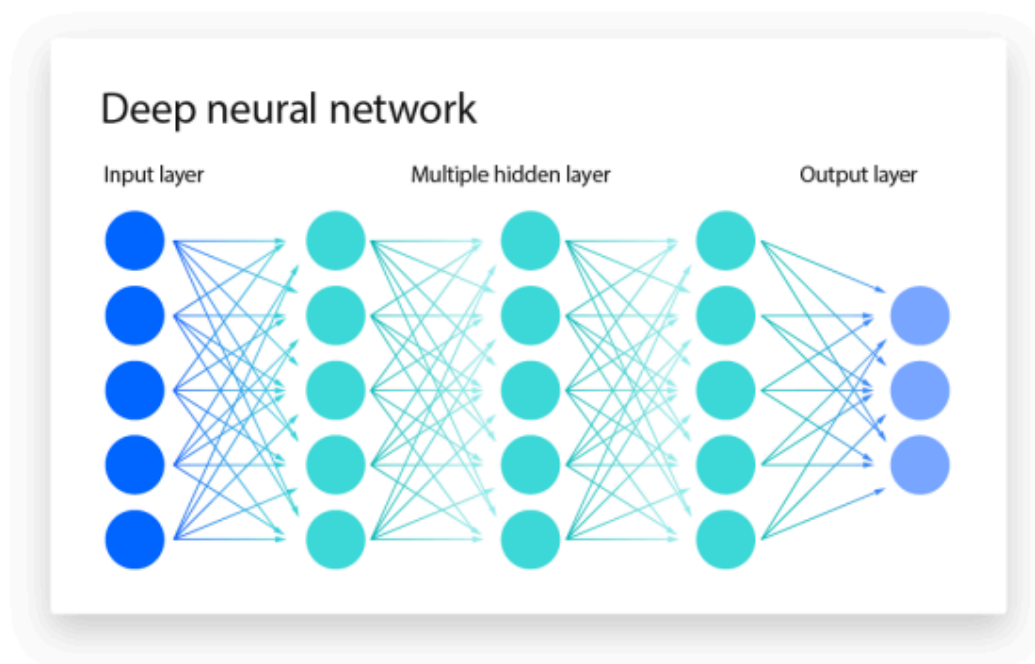 Deep neural network
Input layer
Multiple hidden layer
Output layer